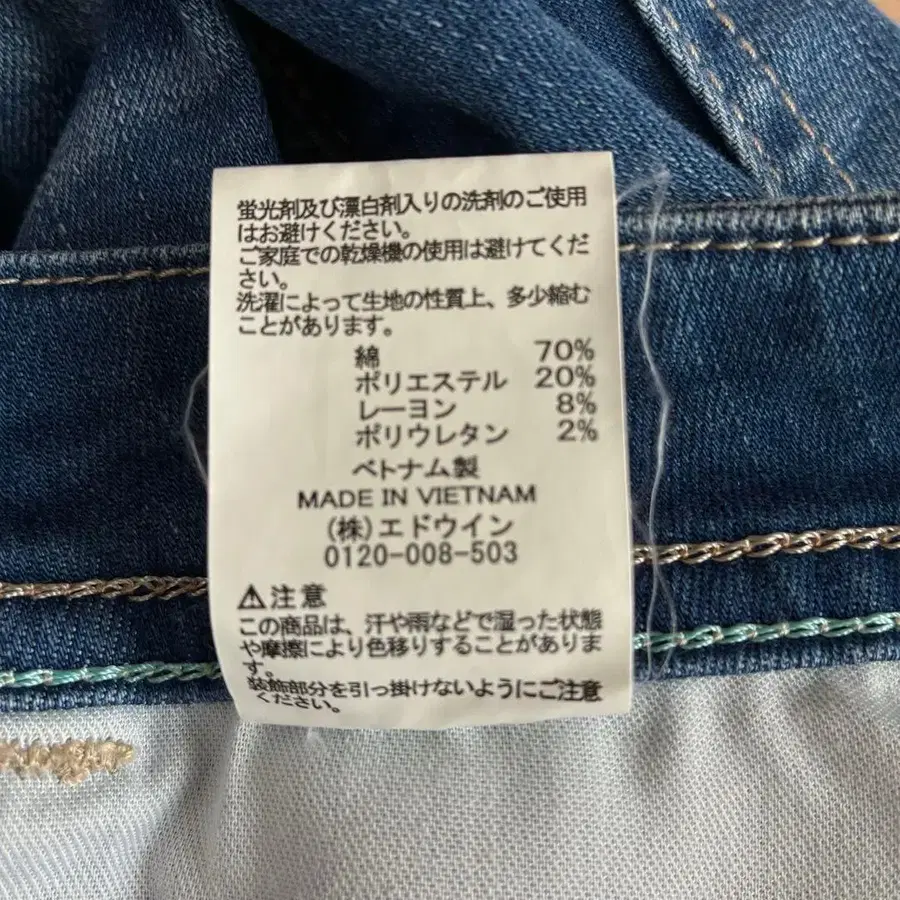 蛍光剤及び漂白剤入りの洗剤のご使用
はお避けください。
ご家庭での乾燥機の使用は避けてくだ
さい。
洗濯によって生地の性質上、多少縮む
ことがあります。
綿 70%
ポリエステル 20%
レーヨン 8%
ポリウレタン 2%
ベトナム製
MADE IN VIETNAM
(株)エドウイン
0120-008-503
⚠注意
この商品は、汗や雨などで湿った状態
や摩擦により色移りすることがありま
す。
装飾部分を引っ掛けないようにご注意
ください。